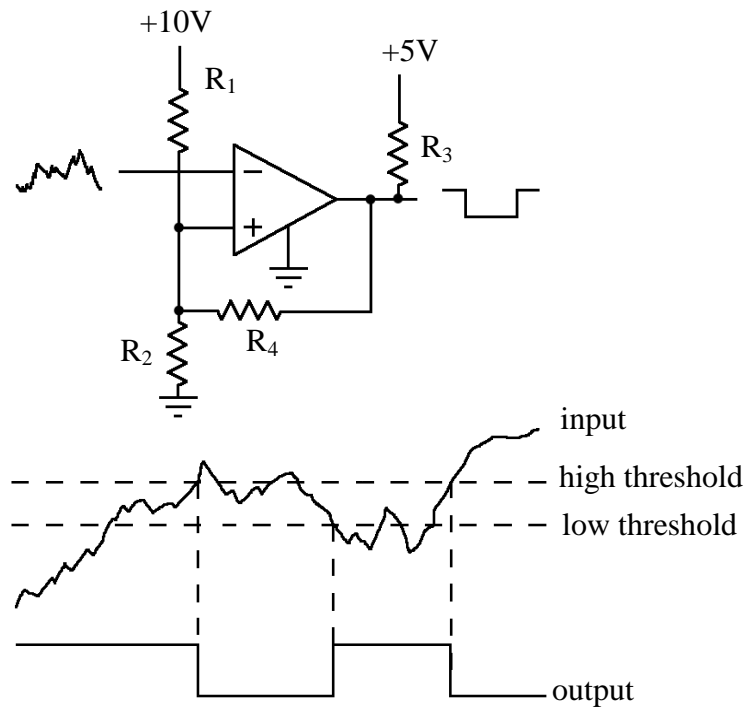 +10V
R₁
+5V
R₃
−
+
R₂
R₄
input
high threshold
low threshold
output